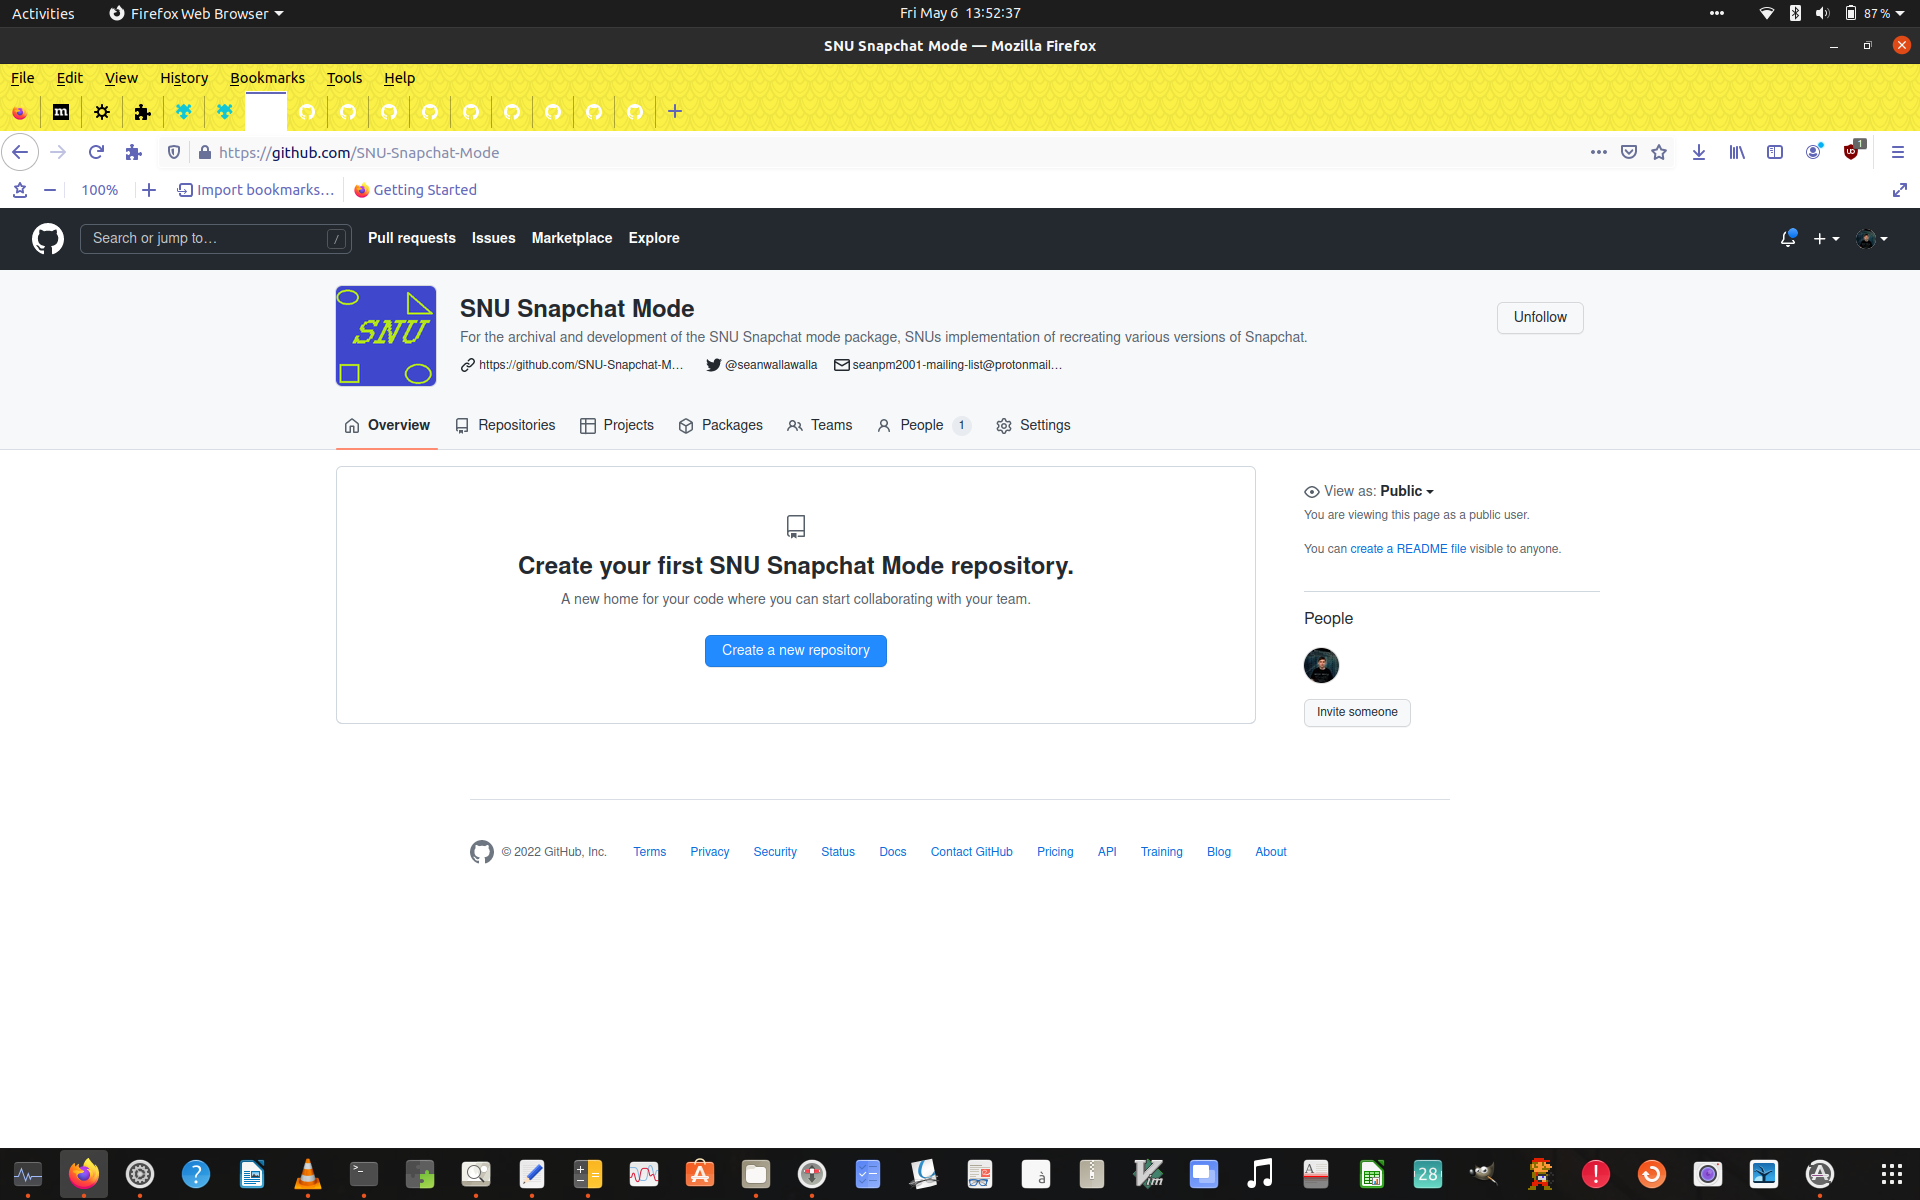 Activities Firefox Web Browser Fri May 6 13:52:37 87 %
SNU Snapchat Mode — Mozilla Firefox
File Edit View History Bookmarks Tools Help
m
https://github.com/SNU-Snapchat-Mode 1
100% Import bookmarks… Getting Started
Search or jump to… / Pull requests Issues Marketplace Explore
SNU
SNU Snapchat Mode
For the archival and development of the SNU Snapchat mode package, SNUs implementation of recreating various versions of Snapchat.
https://github.com/SNU-Snapchat-M… @seanwallawalla seanpm2001-mailing-list@protonmail…
Unfollow
Overview Repositories Projects Packages Teams People 1 Settings
Create your first SNU Snapchat Mode repository.
A new home for your code where you can start collaborating with your team.
Create a new repository
View as: Public
You are viewing this page as a public user.
You can create a README file visible to anyone.
People
Invite someone
© 2022 GitHub, Inc. Terms Privacy Security Status Docs Contact GitHub Pricing API Training Blog About
>_ ? à Vim A 28 !